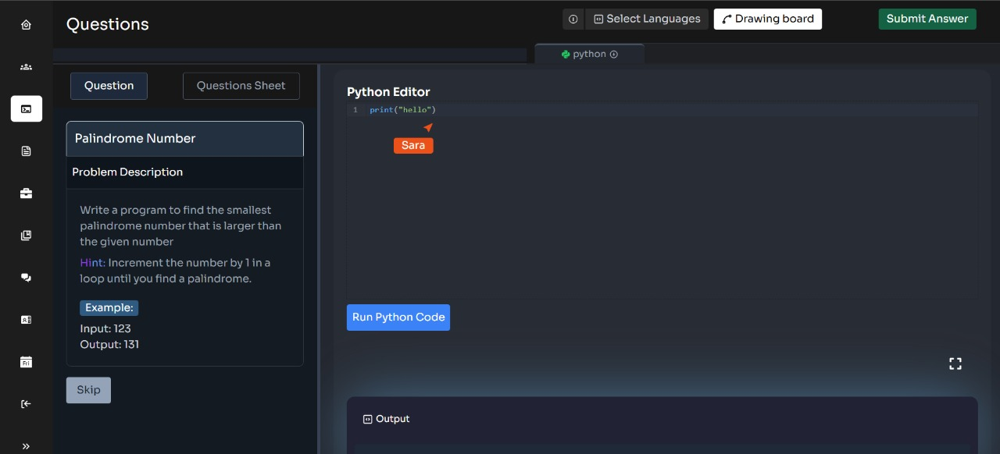 Questions
Select Languages
Drawing board
Submit Answer
python
Question
Questions Sheet
Python Editor
1 print("hello")
Sara
Palindrome Number
Problem Description
Write a program to find the smallest
palindrome number that is larger than
the given number
Hint: Increment the number by 1 in a
loop until you find a palindrome.
Example:
Input: 123
Output: 131
Skip
Run Python Code
Output
Fri